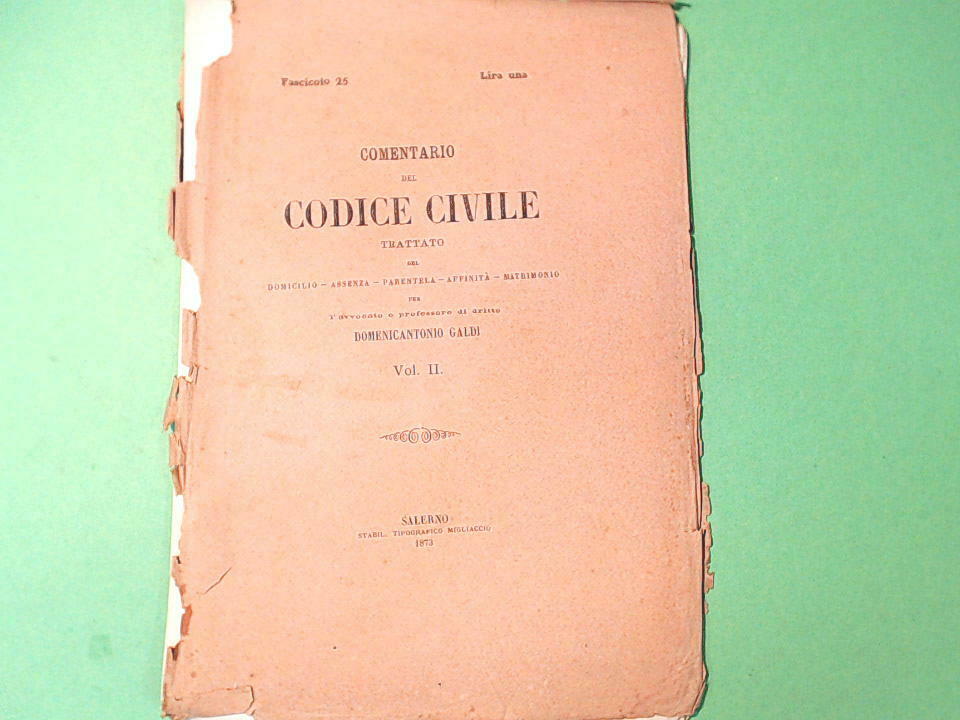 Fascicolo 25
Lira una
COMENTARIO
DEL
CODICE CIVILE
TRATTATO
DEL
DOMICILIO — ASSENZA — PARENTELA — AFFINITÀ — MATRIMONIO
PER
l'avvocato e professore di dritto
DOMENICANTONIO GALDI
Vol. II.
SALERNO
STABIL. TIPOGRAFICO MIGLIACCIO
1873